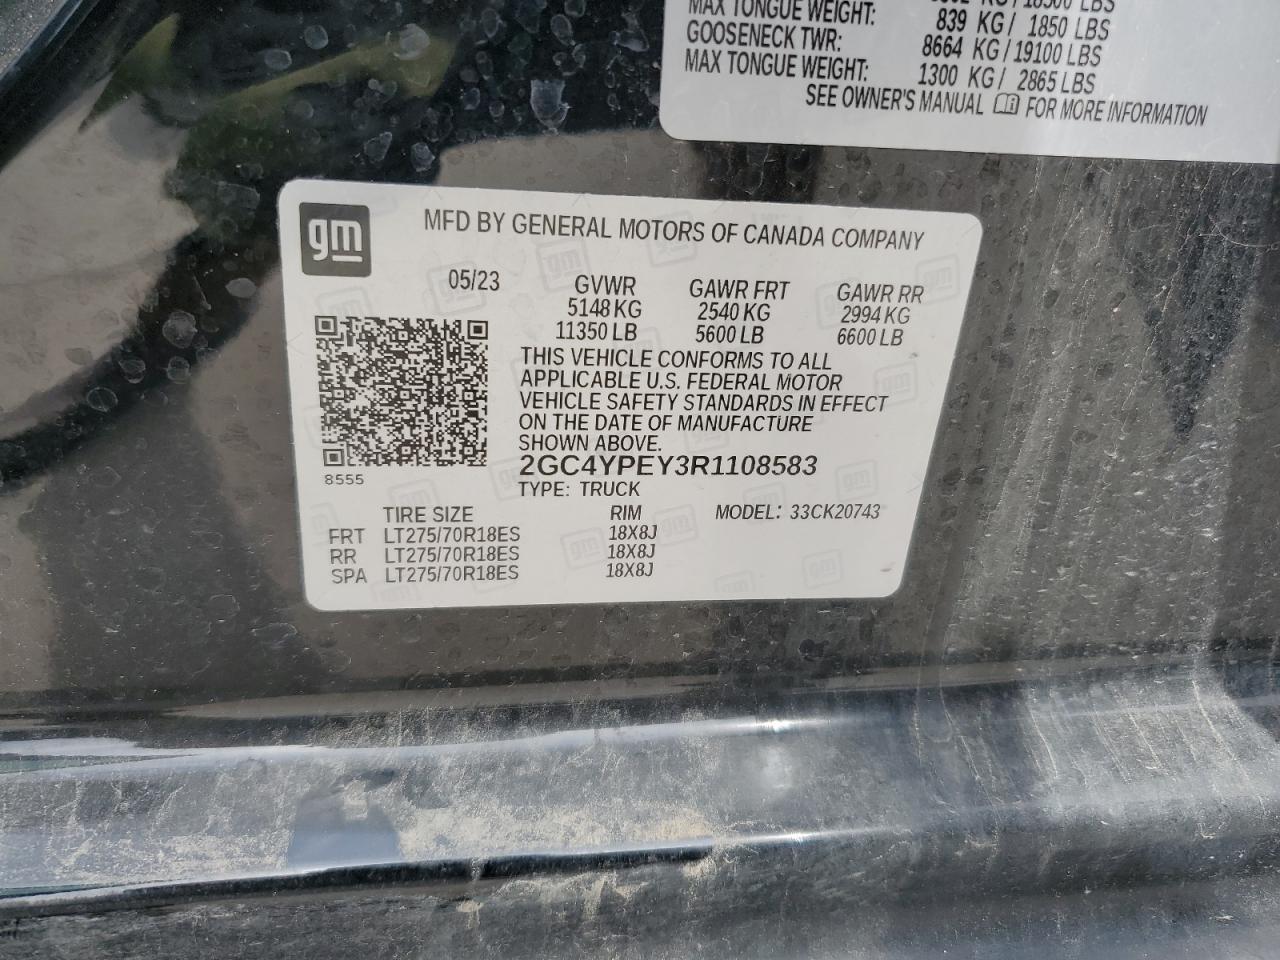 18500 LBS
MAX TONGUE WEIGHT: 839 KG / 1850 LBS
GOOSENECK TWR: 8664 KG / 19100 LBS
MAX TONGUE WEIGHT: 1300 KG / 2865 LBS
SEE OWNER'S MANUAL FOR MORE INFORMATION
gm
MFD BY GENERAL MOTORS OF CANADA COMPANY
05/23 GVWR GAWR FRT GAWR RR
5148 KG 2540 KG 2994 KG
11350 LB 5600 LB 6600 LB
THIS VEHICLE CONFORMS TO ALL
APPLICABLE U.S. FEDERAL MOTOR
VEHICLE SAFETY STANDARDS IN EFFECT
ON THE DATE OF MANUFACTURE
SHOWN ABOVE.
2GC4YPEY3R1108583
8555
TYPE: TRUCK
TIRE SIZE RIM MODEL: 33CK20743
FRT LT275/70R18ES 18X8J
RR LT275/70R18ES 18X8J
SPA LT275/70R18ES 18X8J